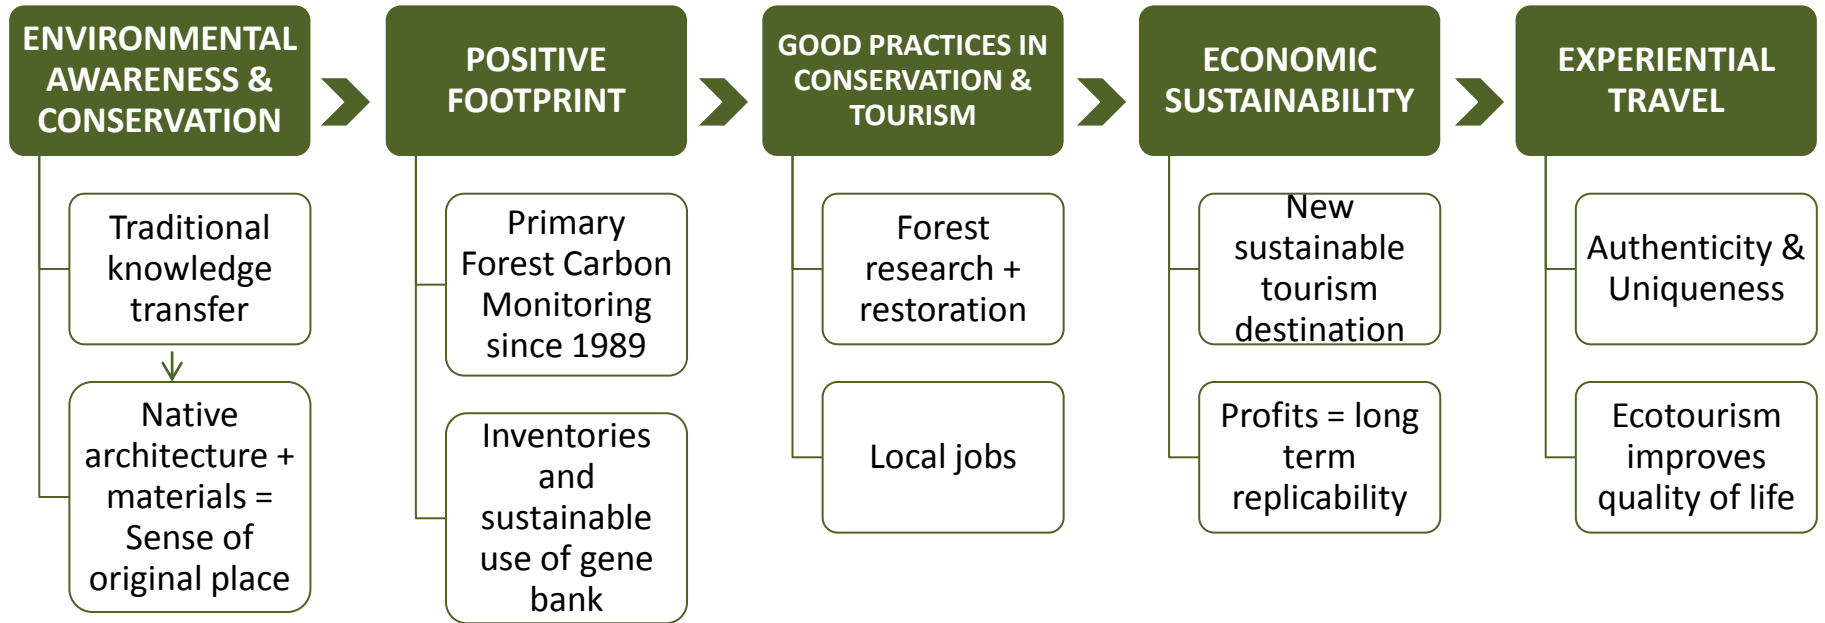 ENVIRONMENTAL
AWARENESS &
CONSERVATION
Traditional
knowledge
transfer
Native
architecture +
materials =
Sense of
original place
POSITIVE
FOOTPRINT
Primary
Forest Carbon
Monitoring
since 1989
Inventories
and
sustainable
use of gene
bank
GOOD PRACTICES IN
CONSERVATION &
TOURISM
Forest
research +
restoration
Local jobs
ECONOMIC
SUSTAINABILITY
New
sustainable
tourism
destination
Profits = long
term
replicability
EXPERIENTIAL
TRAVEL
Authenticity &
Uniqueness
Ecotourism
improves
quality of life